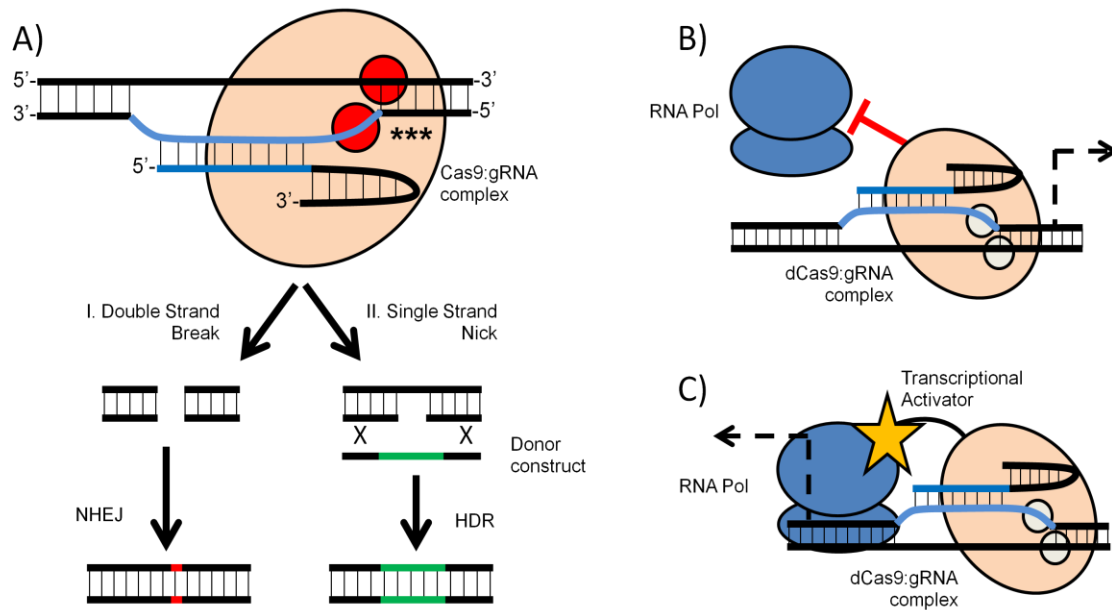 A)
5'-
-3'
3'-
-5'
***
5'-
Cas9:gRNA
complex
3'-
I. Double Strand
Break
II. Single Strand
Nick
X
X
Donor
construct
NHEJ
HDR
B)
RNA Pol
dCas9:gRNA
complex
C)
Transcriptional
Activator
RNA Pol
dCas9:gRNA
complex